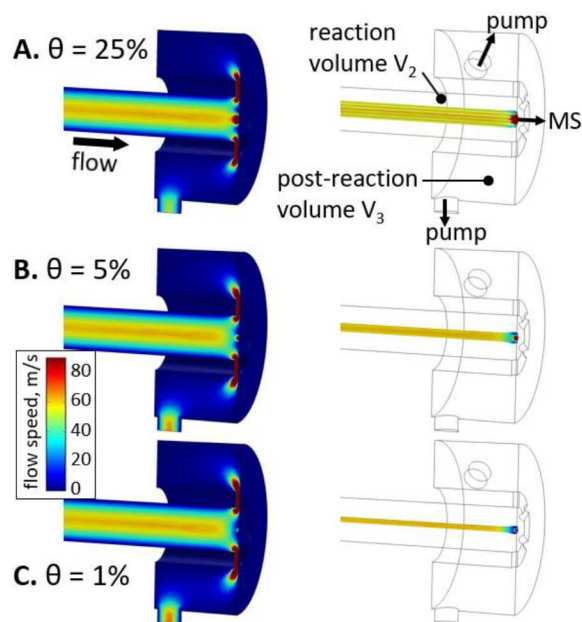 A. θ = 25%
flow
reaction
volume V2
pump
MS
post-reaction
volume V3
pump
B. θ = 5%
flow speed, m/s
80
60
40
20
0
C. θ = 1%